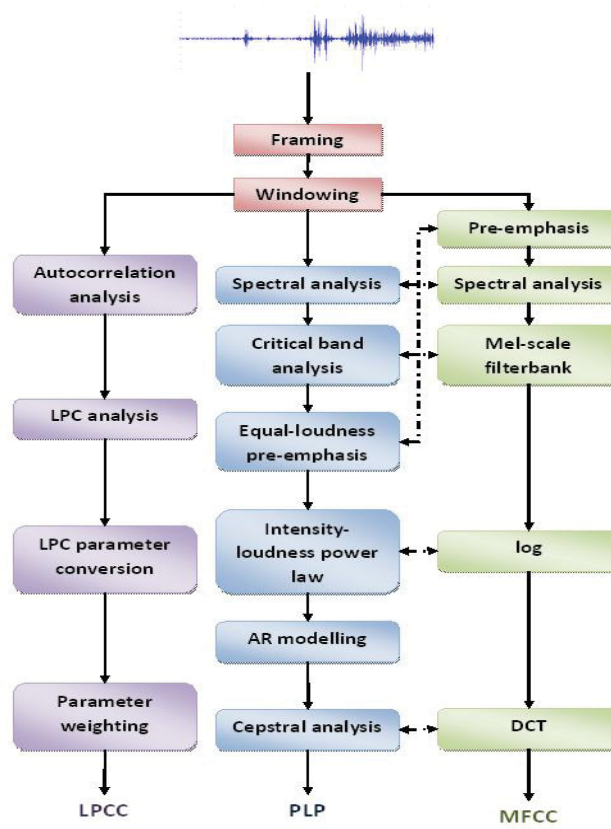 Framing
Windowing
Autocorrelation
analysis
LPC analysis
LPC parameter
conversion
Parameter
weighting
LPCC
Spectral analysis
Critical band
analysis
Equal-loudness
pre-emphasis
Intensity-
loudness power
law
AR modelling
Cepstral analysis
PLP
Pre-emphasis
Spectral analysis
Mel-scale
filterbank
log
DCT
MFCC